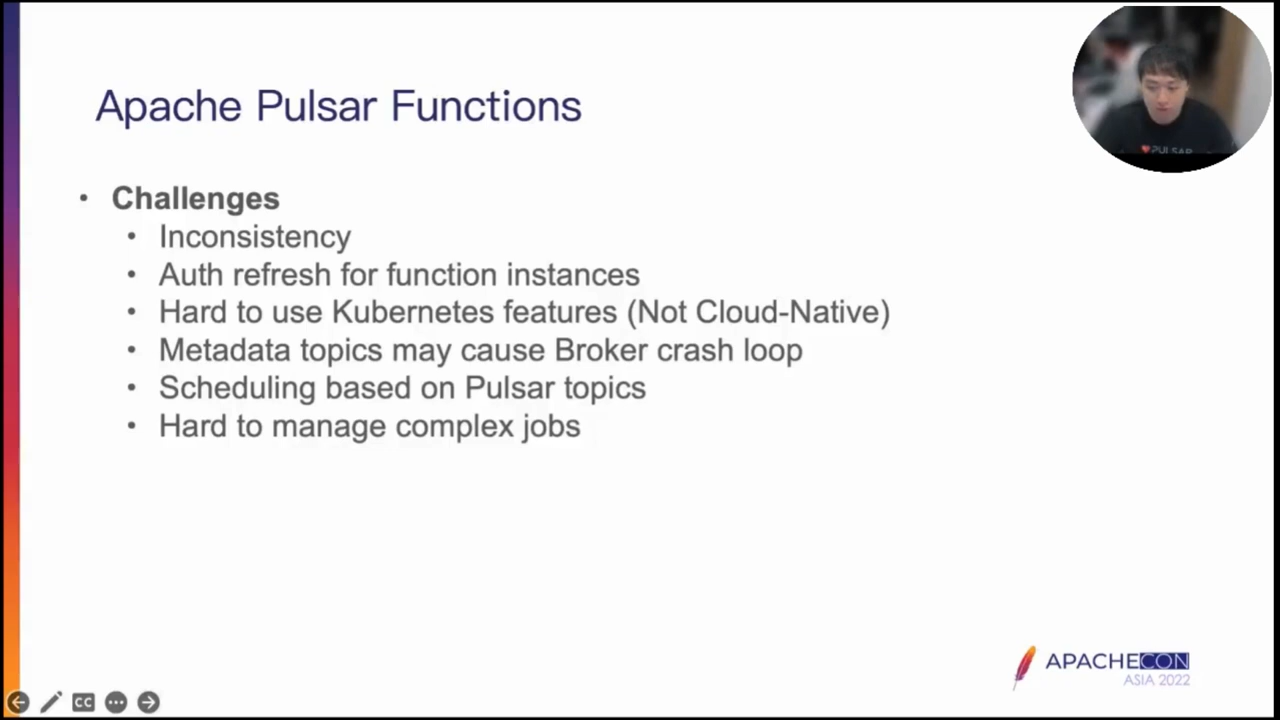 Apache Pulsar Functions
PULSAR
• Challenges
• Inconsistency
• Auth refresh for function instances
• Hard to use Kubernetes features (Not Cloud-Native)
• Metadata topics may cause Broker crash loop
• Scheduling based on Pulsar topics
• Hard to manage complex jobs
APACHECON
ASIA 2022
CC